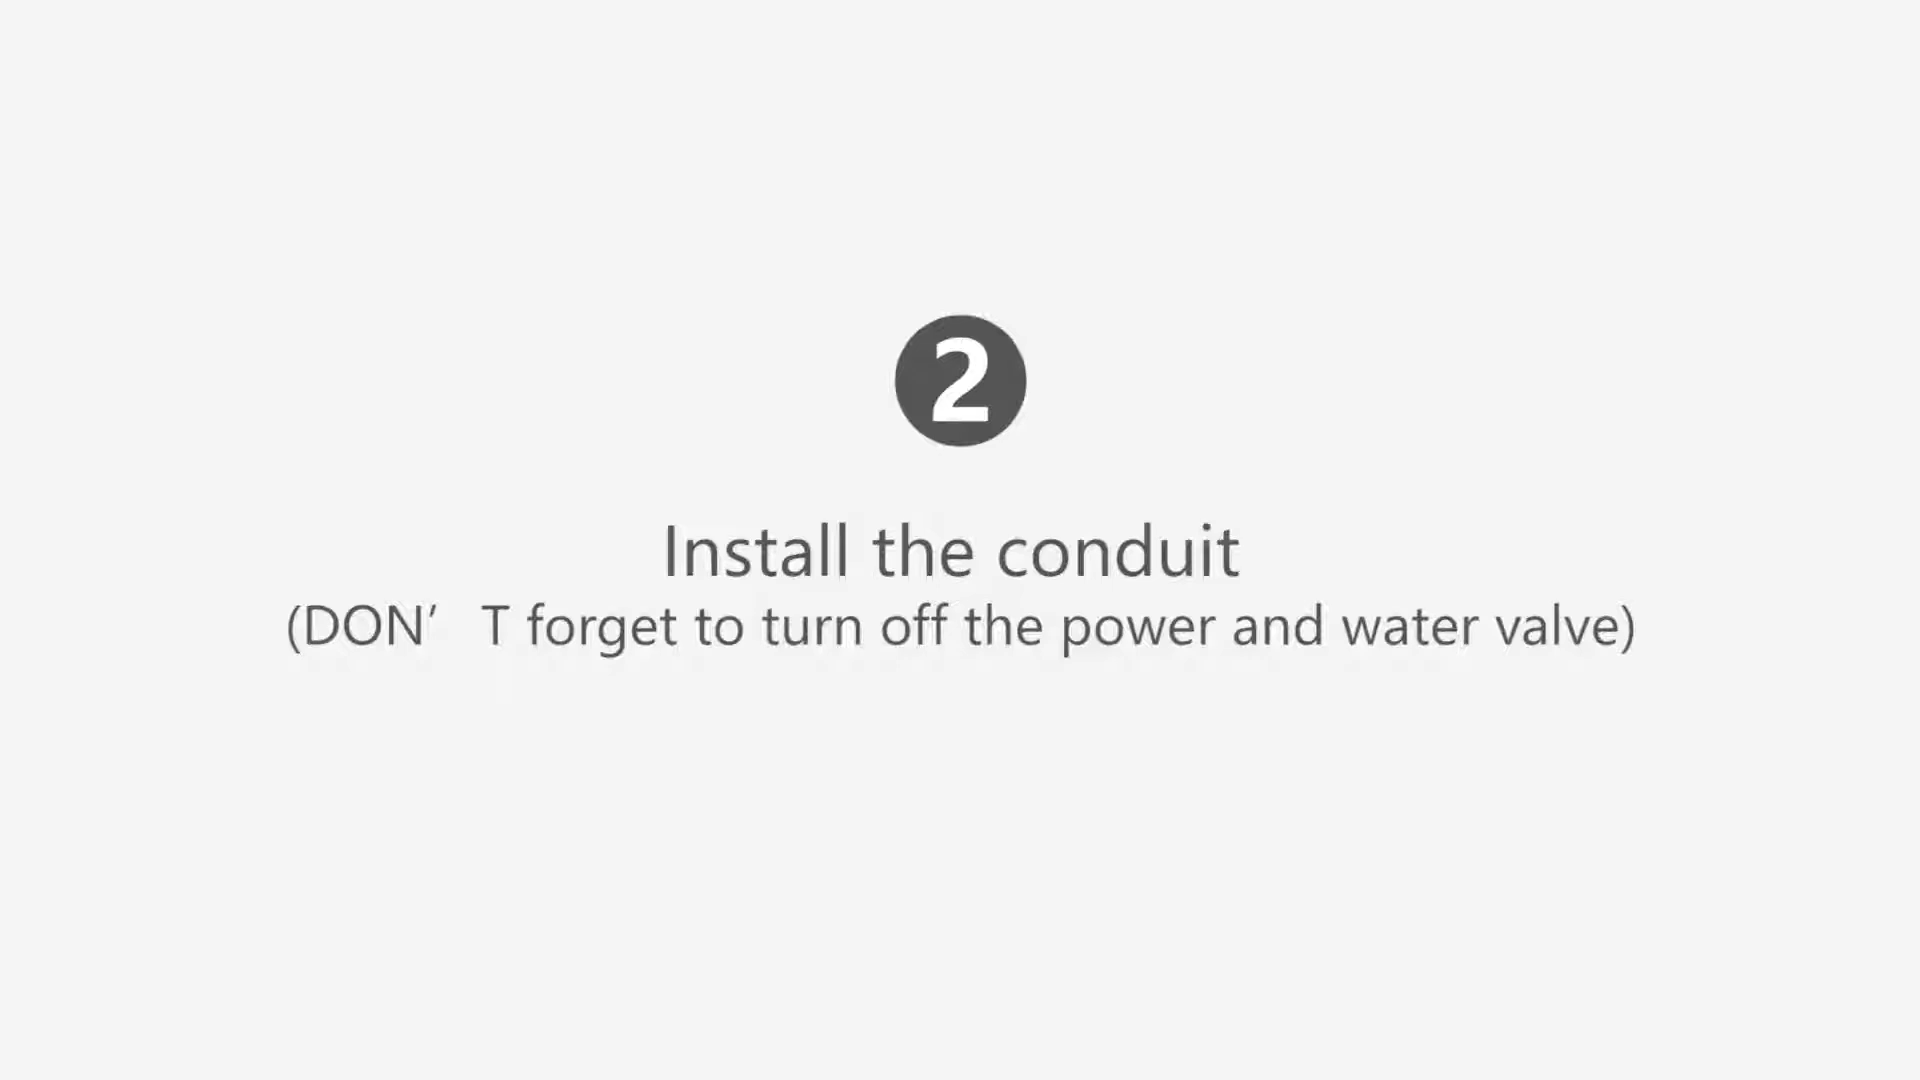 2
Install the conduit
(DON’ T forget to turn off the power and water valve)